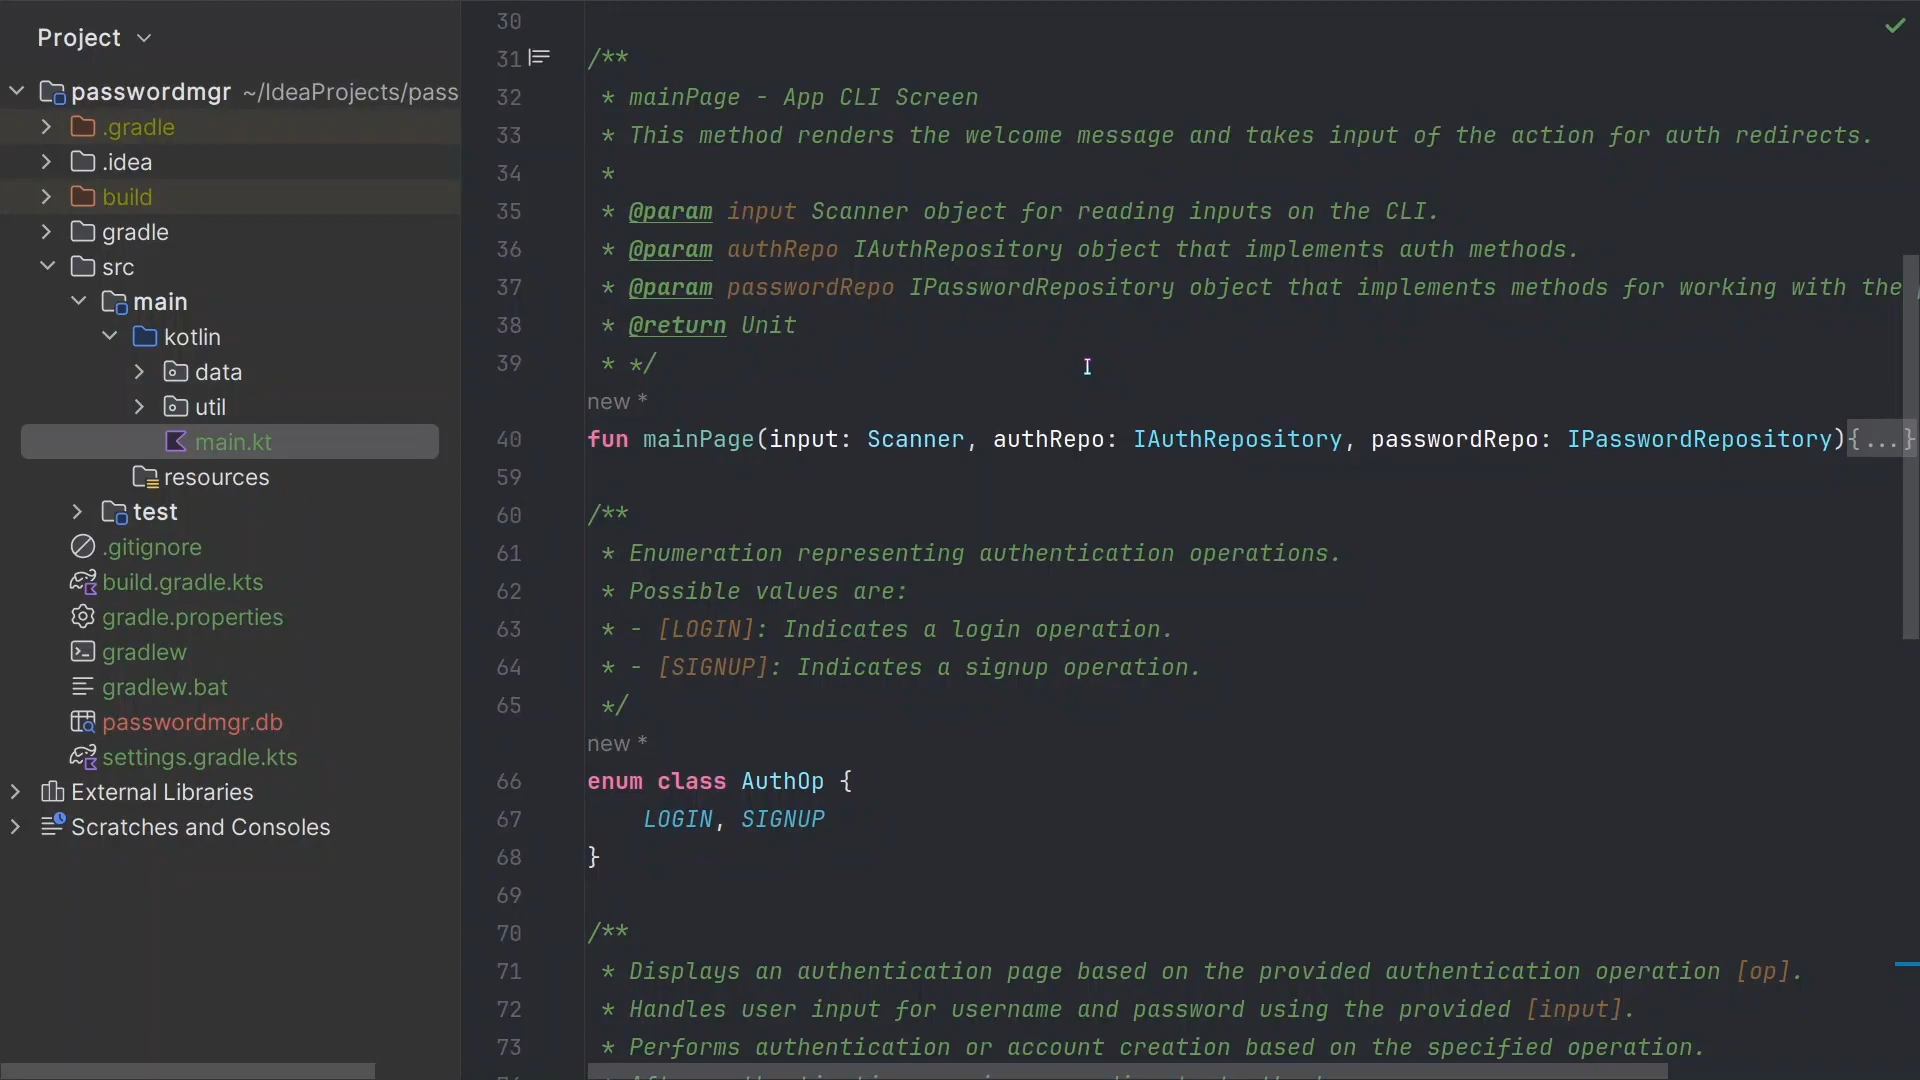 Project
passwordmgr ~/IdeaProjects/pass
.gradle
.idea
build
gradle
src
main
kotlin
data
util
main.kt
resources
test
.gitignore
build.gradle.kts
gradle.properties
gradlew
gradlew.bat
passwordmgr.db
settings.gradle.kts
External Libraries
Scratches and Consoles
30
31 /**
32 * mainPage - App CLI Screen
33 * This method renders the welcome message and takes input of the action for auth redirects.
34 *
35 * @param input Scanner object for reading inputs on the CLI.
36 * @param authRepo IAuthRepository object that implements auth methods.
37 * @param passwordRepo IPasswordRepository object that implements methods for working with the
38 * @return Unit
39 * */
new *
40 fun mainPage(input: Scanner, authRepo: IAuthRepository, passwordRepo: IPasswordRepository){...}
59
60 /**
61 * Enumeration representing authentication operations.
62 * Possible values are:
63 * - [LOGIN]: Indicates a login operation.
64 * - [SIGNUP]: Indicates a signup operation.
65 */
new *
66 enum class AuthOp {
67 LOGIN, SIGNUP
68 }
69
70 /**
71 * Displays an authentication page based on the provided authentication operation [op].
72 * Handles user input for username and password using the provided [input].
73 * Performs authentication or account creation based on the specified operation.